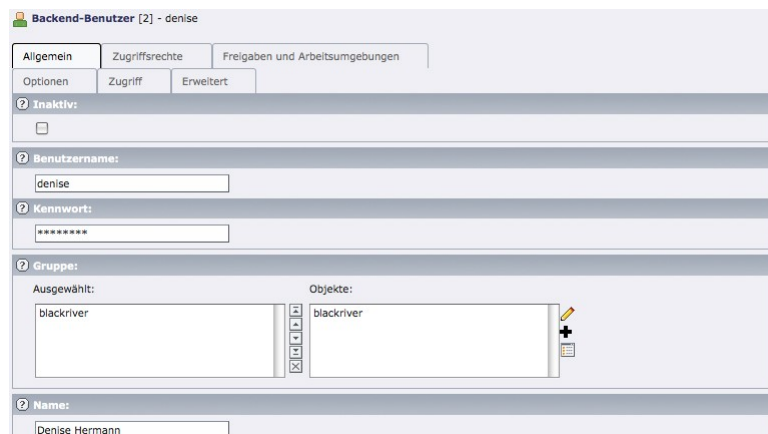 Backend-Benutzer [2] - denise
Allgemein Zugriffsrechte Freigaben und Arbeitsumgebungen
Optionen Zugriff Erweitert
Inaktiv:
Benutzername:
denise
Kennwort:
********
Gruppe:
Ausgewählt: Objekte:
blackriver blackriver
Name:
Denise Hermann